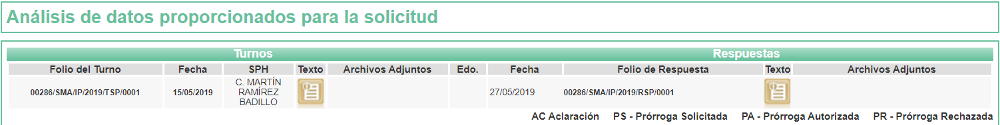 Análisis de datos proporcionados para la solicitud
Turnos Respuestas
Folio del Turno Fecha SPH Texto Archivos Adjuntos Edo. Fecha Folio de Respuesta Texto Archivos Adjuntos
00286/SMA/IP/2019/TSP/0001 15/05/2019 C. MARTÍN
RAMÍREZ
BADILLO
27/05/2019 00286/SMA/IP/2019/RSP/0001
AC Aclaración PS - Prórroga Solicitada PA - Prórroga Autorizada PR - Prórroga Rechazada